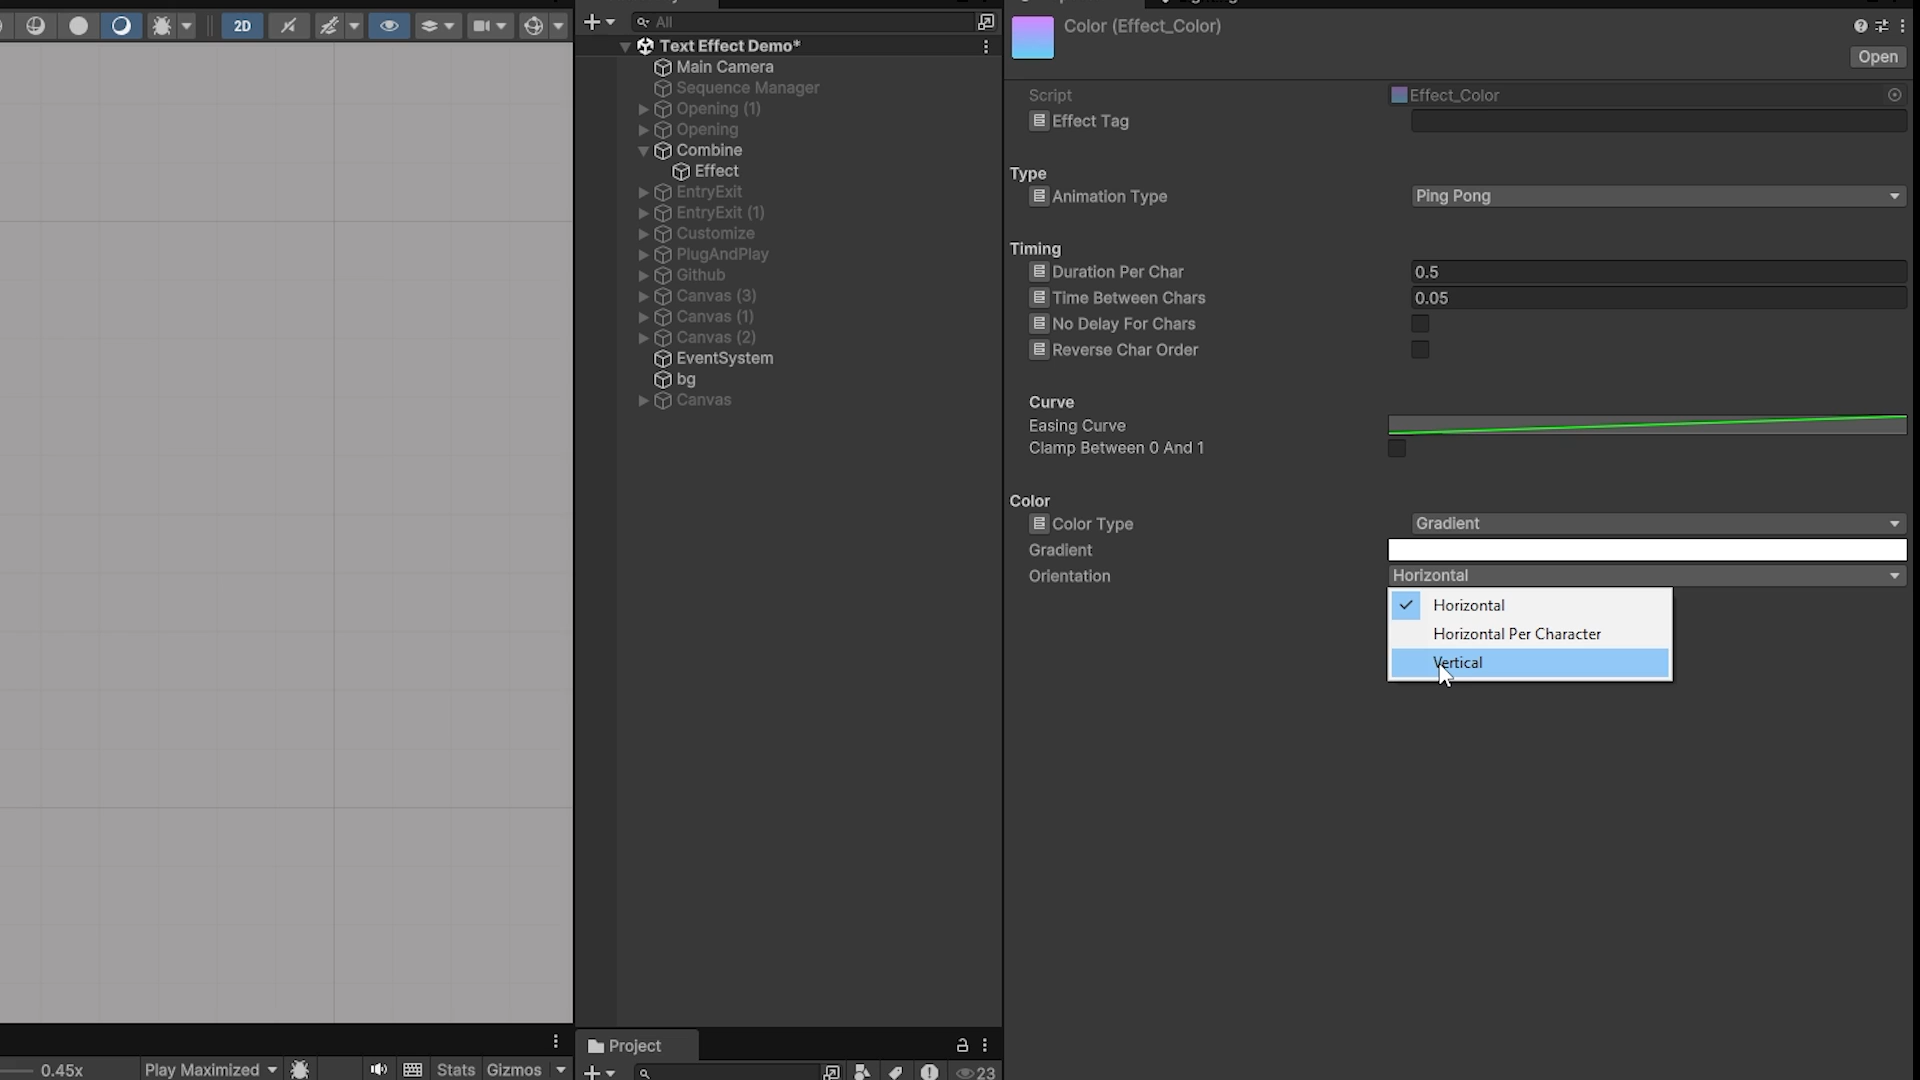 2D
All
Text Effect Demo*
Main Camera
Sequence Manager
Opening (1)
Opening
Combine
Effect
EntryExit
EntryExit (1)
Customize
PlugAndPlay
Github
Canvas (3)
Canvas (1)
Canvas (2)
EventSystem
bg
Canvas
Project
23
0.45x
Play Maximized
Stats
Gizmos
Color (Effect_Color)
Open
Script
Effect_Color
Effect Tag
Type
Animation Type
Ping Pong
Timing
Duration Per Char
0.5
Time Between Chars
0.05
No Delay For Chars
Reverse Char Order
Curve
Easing Curve
Clamp Between 0 And 1
Color
Color Type
Gradient
Gradient
Orientation
Horizontal
Horizontal
Horizontal Per Character
Vertical